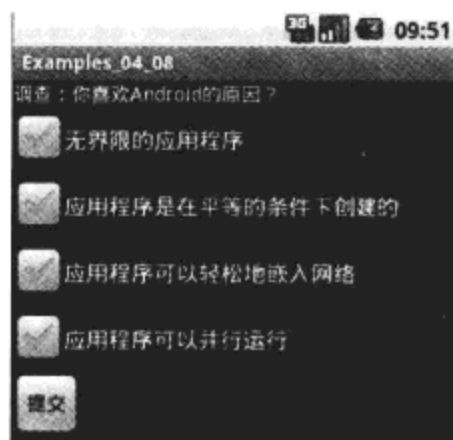 3G 09:51
Examples_04_08
调查：你喜欢Android的原因？
无界限的应用程序
应用程序是在平等的条件下创建的
应用程序可以轻松地嵌入网络
应用程序可以并行运行
提交